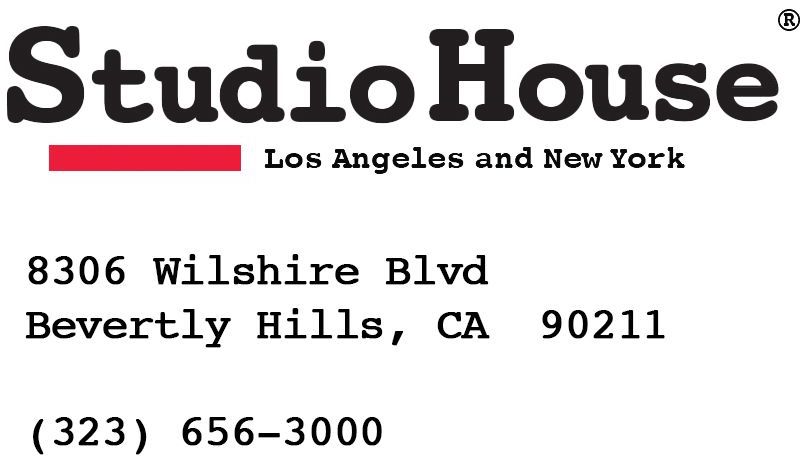 StudioHouse®
Los Angeles and New York
8306 Wilshire Blvd
Bevertly Hills, CA  90211
(323) 656-3000